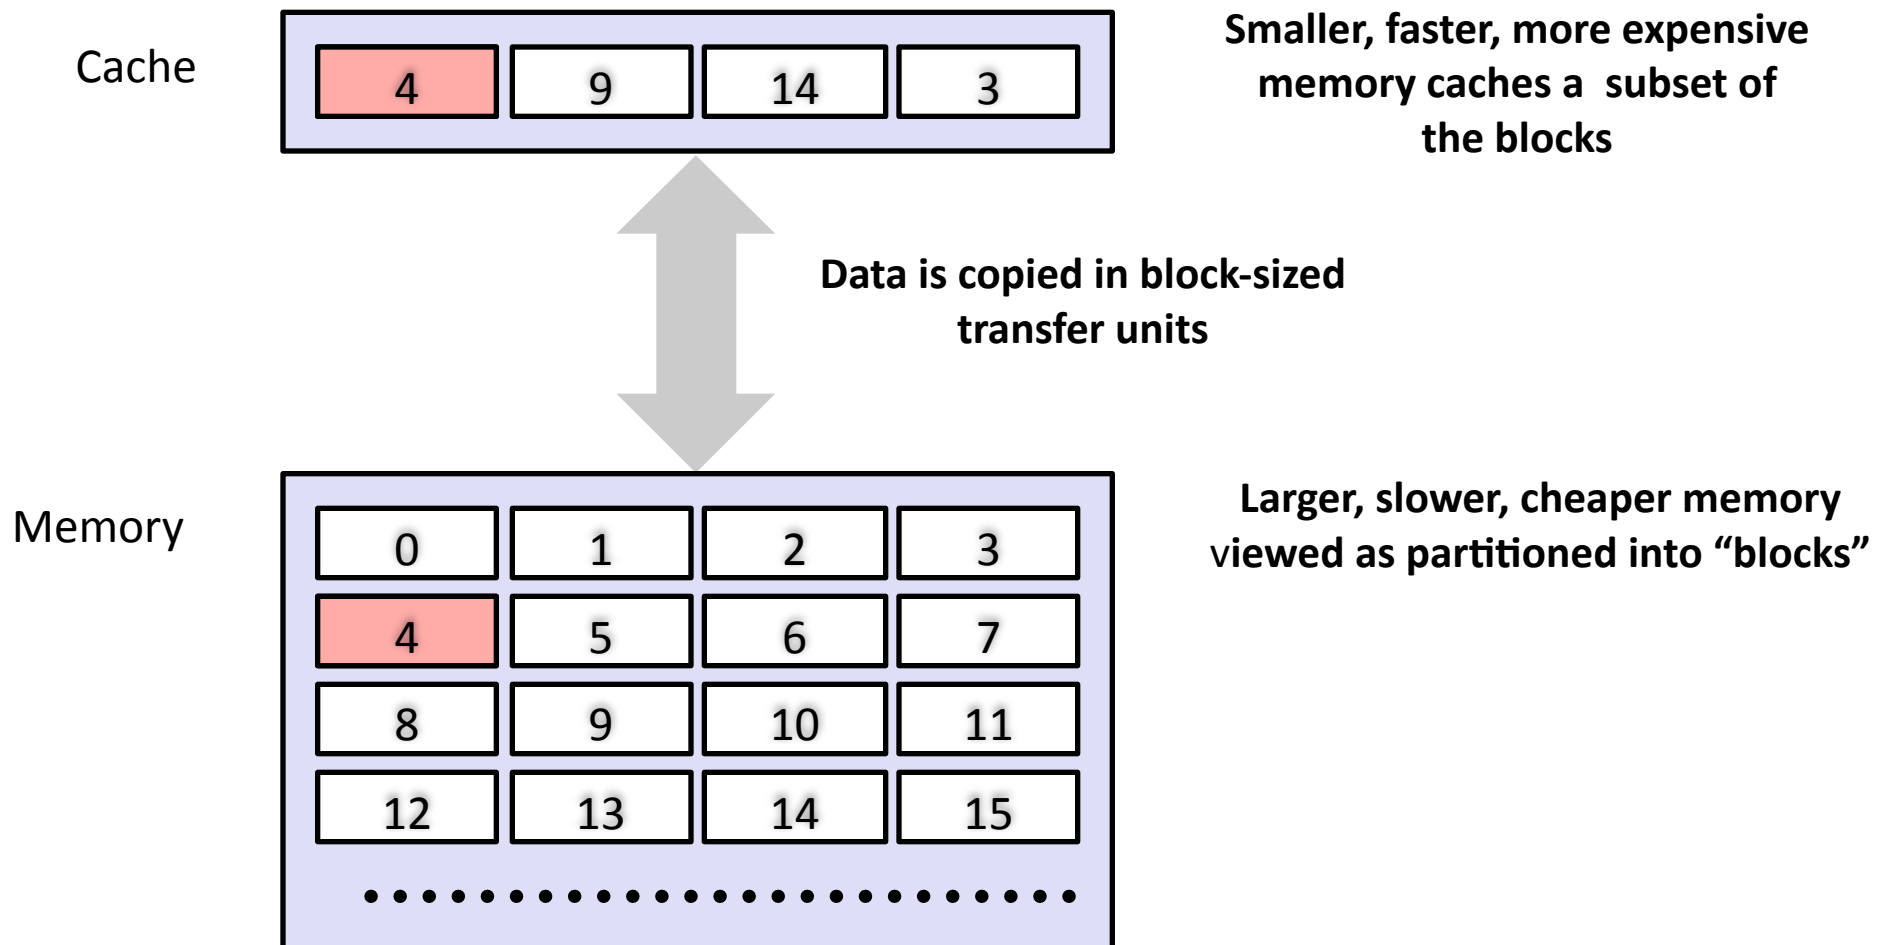 Cache
4 9 14 3
Smaller, faster, more expensive
memory caches a subset of
the blocks
Data is copied in block-sized
transfer units
Memory
0 1 2 3
4 5 6 7
8 9 10 11
12 13 14 15
Larger, slower, cheaper memory
viewed as partitioned into “blocks”